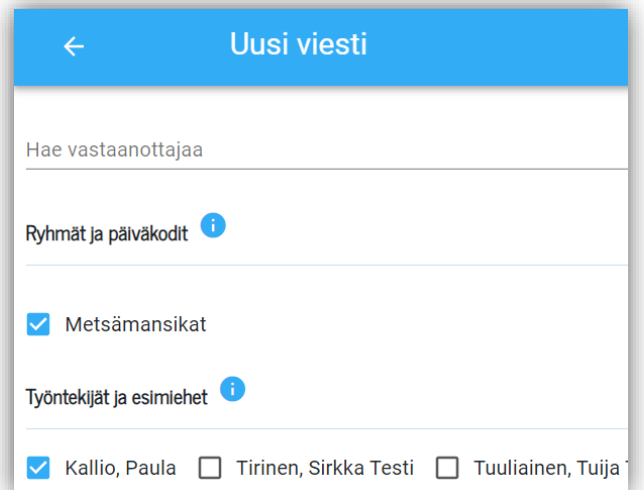 Uusi viesti
Hae vastaanottajaa
Ryhmät ja päiväkodit
Metsämansikat
Työntekijät ja esimiehet
Kallio, Paula Tirinen, Sirkka Testi Tuuliainen, Tuija